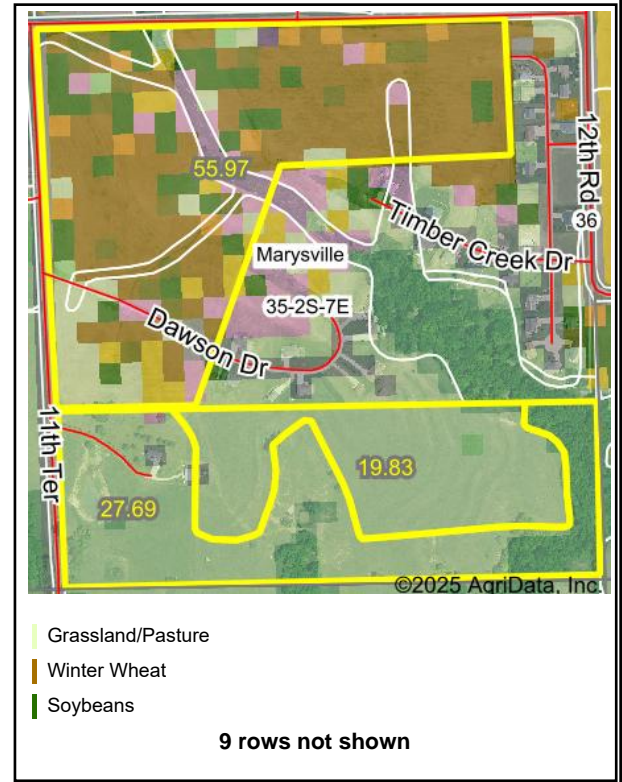 55.97
12th Rd
36
Timber Creek Dr
Marysville
35-2S-7E
Dawson Dr
11th Ter
19.83
27.69
©2025 AgriData, Inc.
Grassland/Pasture
Winter Wheat
Soybeans
9 rows not shown